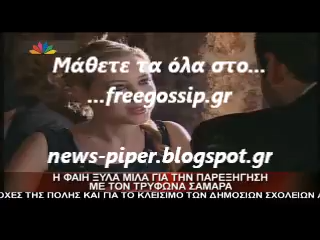 Μάθετε τα όλα στο...
...freegossip.gr
news-piper.blogspot.gr
Η ΦΑΙΗ ΞΥΛΑ ΜΙΛΑ ΓΙΑ ΤΗΝ ΠΑΡΕΞΗΓΗΣΗ
ΜΕ ΤΟΝ ΤΡΥΦΩΝΑ ΣΑΜΑΡΑ
ΟΧΕΣ ΤΗΣ ΠΟΛΗΣ ΚΑΙ ΓΙΑ ΤΟ ΚΛΕΙΣΙΜΟ ΤΩΝ ΔΗΜΟΣΙΩΝ ΣΧΟΛΕΙΩΝ Λ